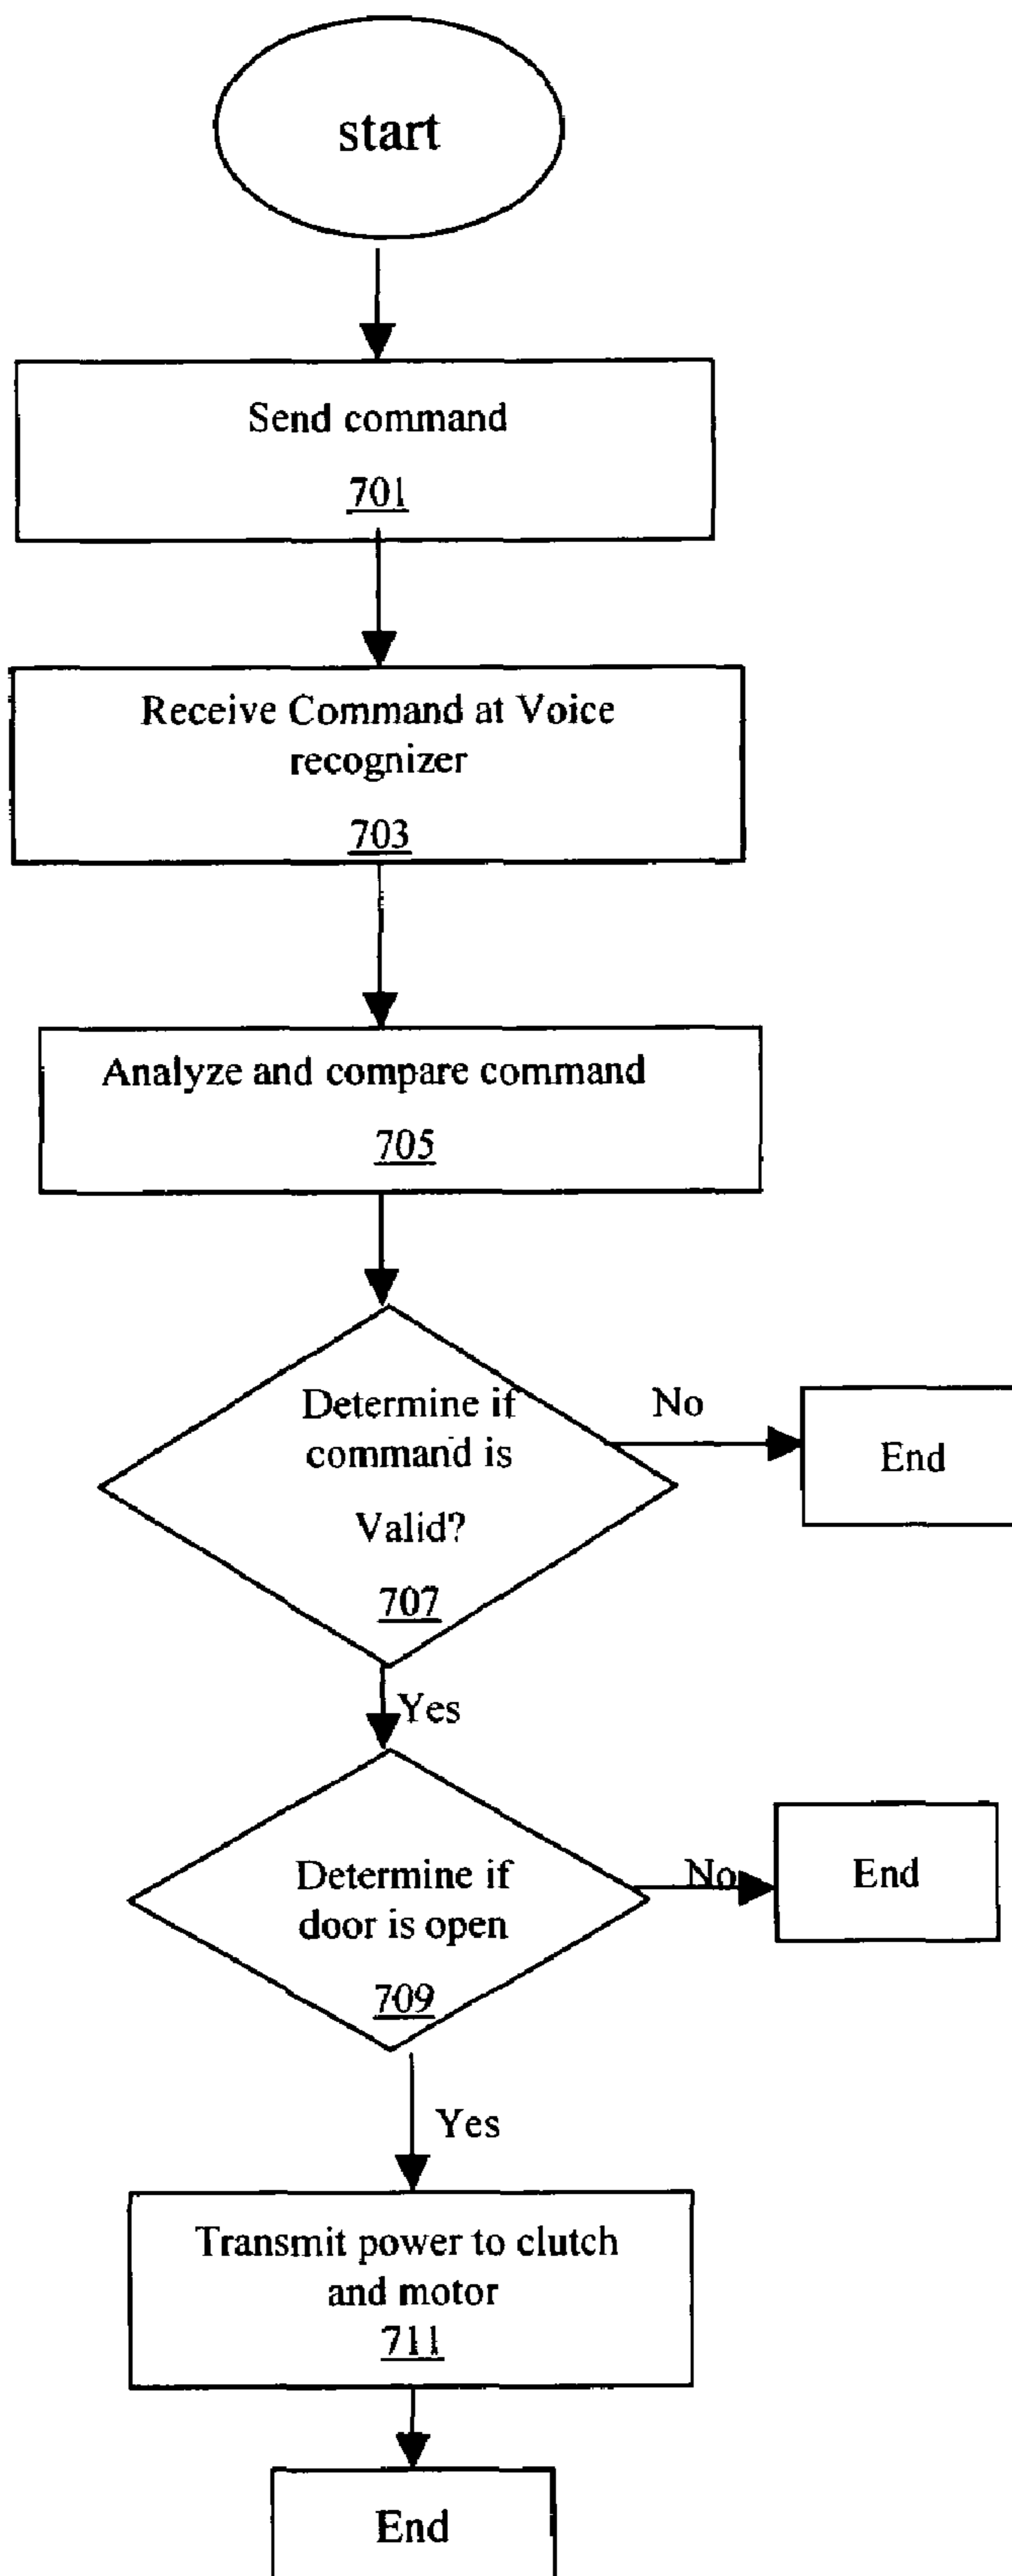 start
Send command
701
Receive Command at Voice
recognizer
703
Analyze and compare command
705
Determine if
command is
Valid?
707
No
End
Yes
Determine if
door is open
709
No
End
Yes
Transmit power to clutch
and motor
711
End